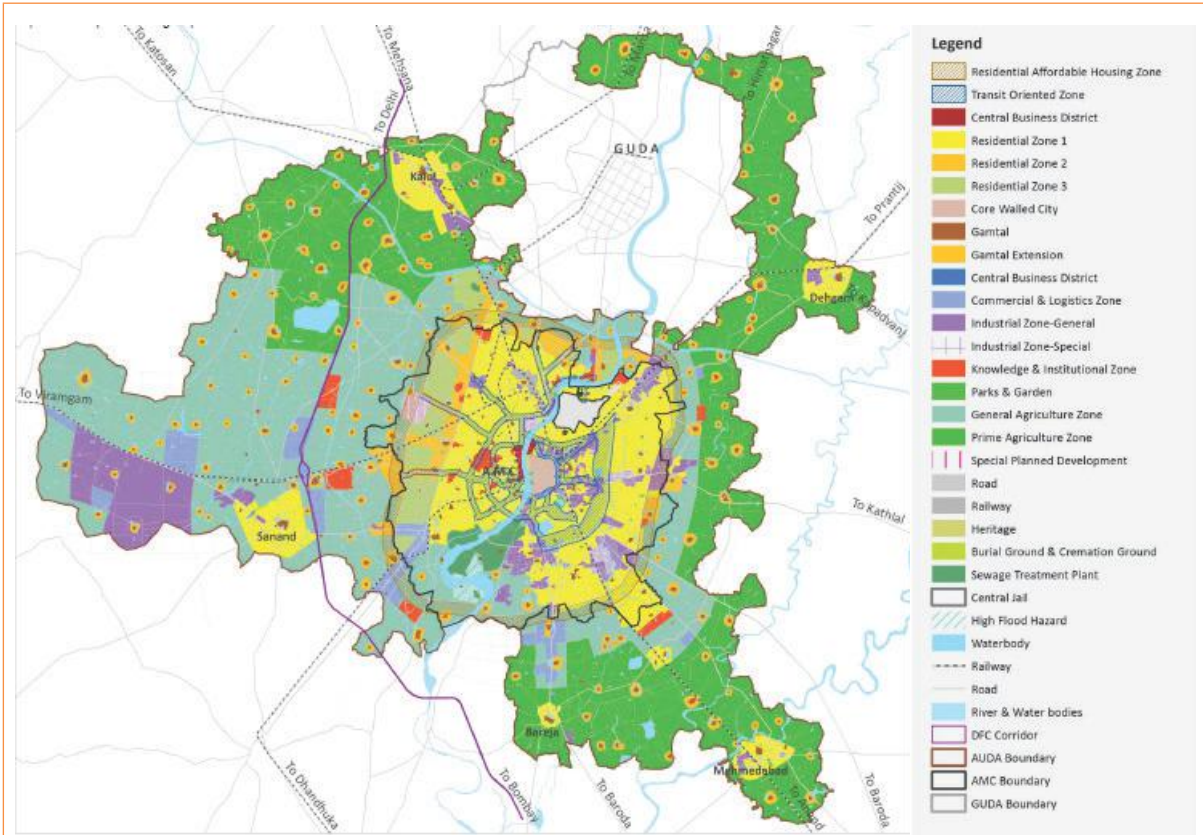 To Katosan
To Mehsana
To Delhi
To Himatnagar
GUDA
Kalol
To Prantij
Dehgam
To Kapadvanj
To Viramgam
AMC
Sanand
To Kathlal
Bareja
Mehmedabad
To Dhandhuka
To Bombay
To Baroda
To Baroda
Legend
Residential Affordable Housing Zone
Transit Oriented Zone
Central Business District
Residential Zone 1
Residential Zone 2
Residential Zone 3
Core Walled City
Gamtal
Gamtal Extension
Central Business District
Commercial & Logistics Zone
Industrial Zone-General
Industrial Zone-Special
Knowledge & Institutional Zone
Parks & Garden
General Agriculture Zone
Prime Agriculture Zone
Special Planned Development
Road
Railway
Heritage
Burial Ground & Cremation Ground
Sewage Treatment Plant
Central Jail
High Flood Hazard
Waterbody
Railway
Road
River & Water bodies
DFC Corridor
AUDA Boundary
AMC Boundary
GUDA Boundary